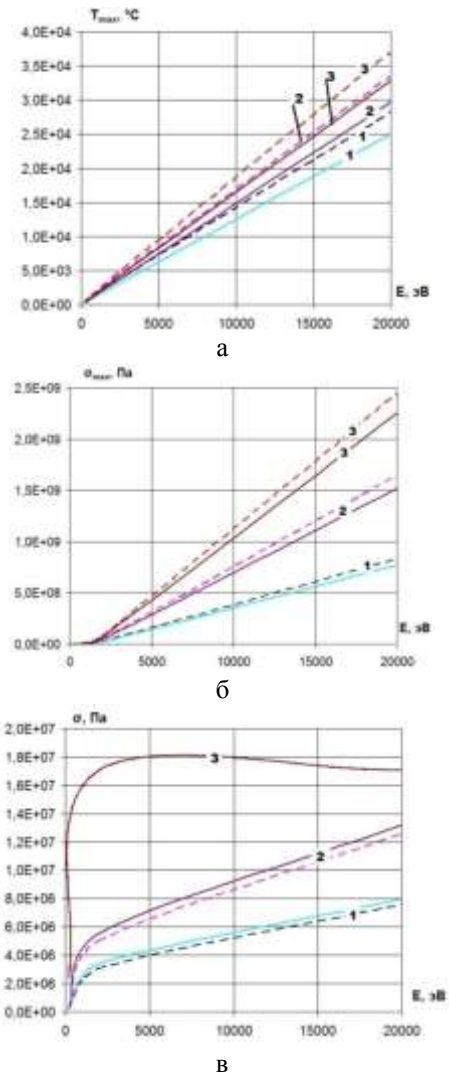 Tmax, °C
4,0E+04
3,5E+04
3,0E+04
2,5E+04
2,0E+04
1,5E+04
1,0E+04
5,0E+03
0,0E+00
3
3
2
2
1
1
0 5000 10000 15000 20000
E, эВ
а
σmax, Па
2,5E+09
2,0E+09
1,5E+09
1,0E+09
5,0E+08
0,0E+00
3
3
2
1
E, эВ
0 5000 10000 15000 20000
б
σ, Па
2,0E+07
1,8E+07
1,6E+07
1,4E+07
1,2E+07
1,0E+07
8,0E+06
6,0E+06
4,0E+06
2,0E+06
0,0E+00
3
2
1
E, эВ
0 5000 10000 15000 20000
в